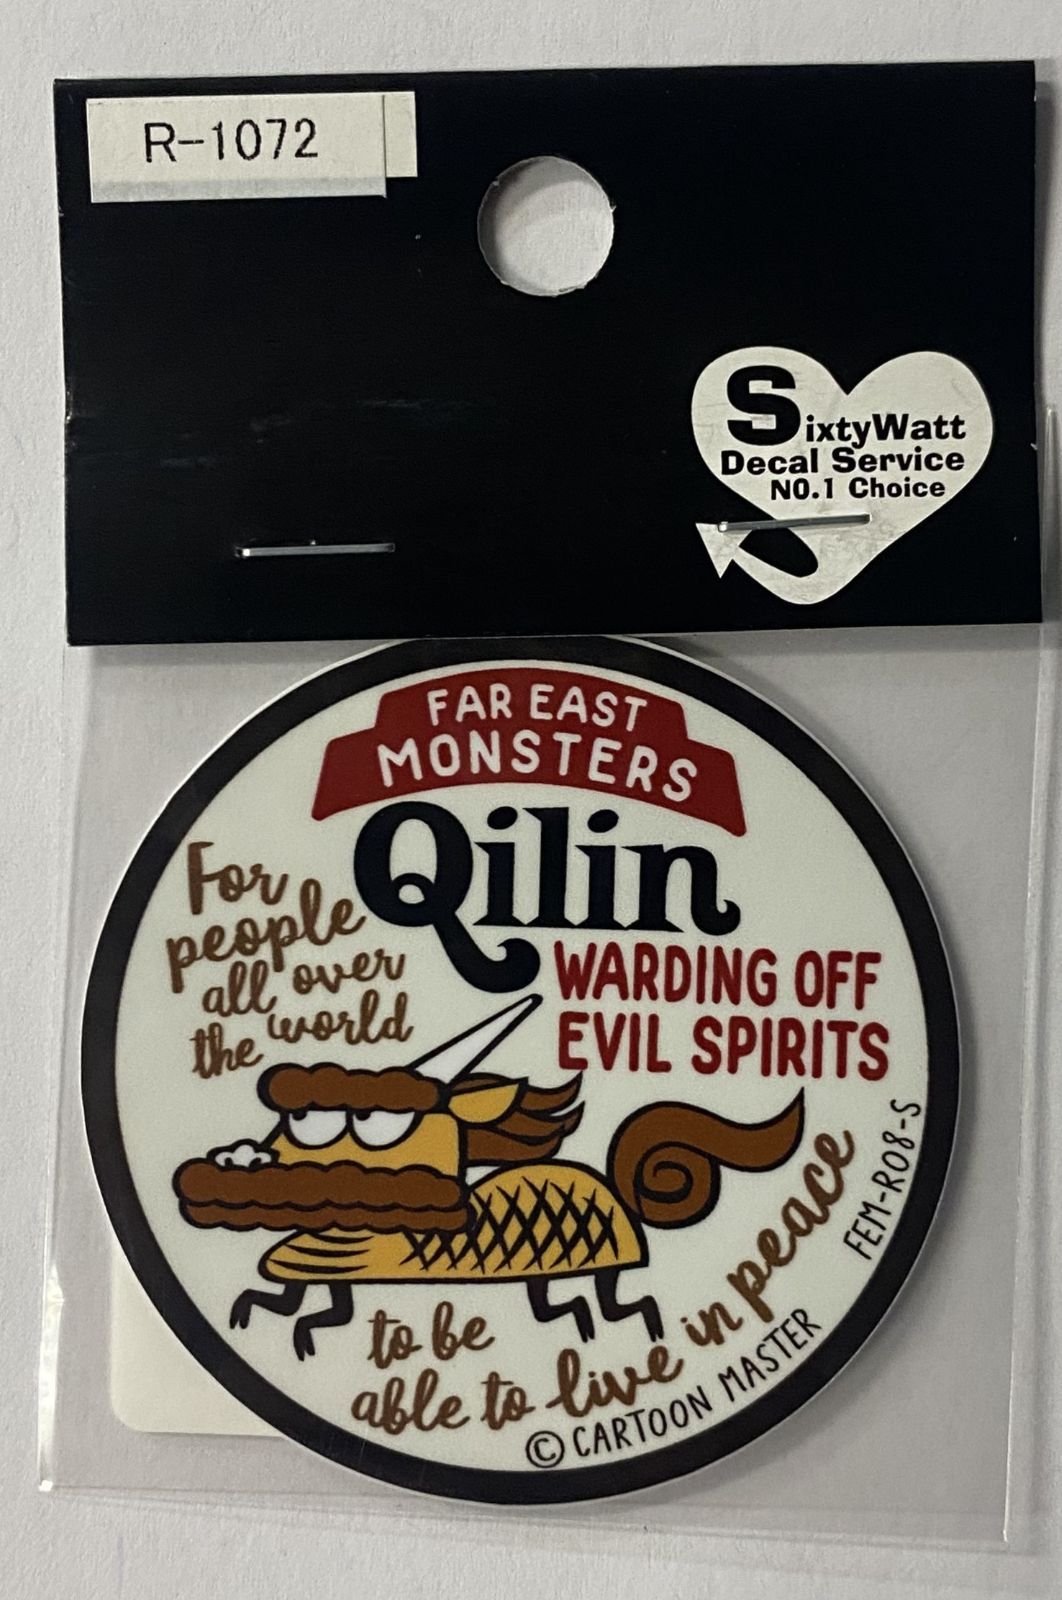 R-1072
SixtyWatt
Decal Service
NO.1 Choice
FAR EAST
MONSTERS
Qilin
For
people
all over
the world
WARDING OFF
EVIL SPIRITS
to be
able to live in peace
FEM-R08-S
© CARTOON MASTER